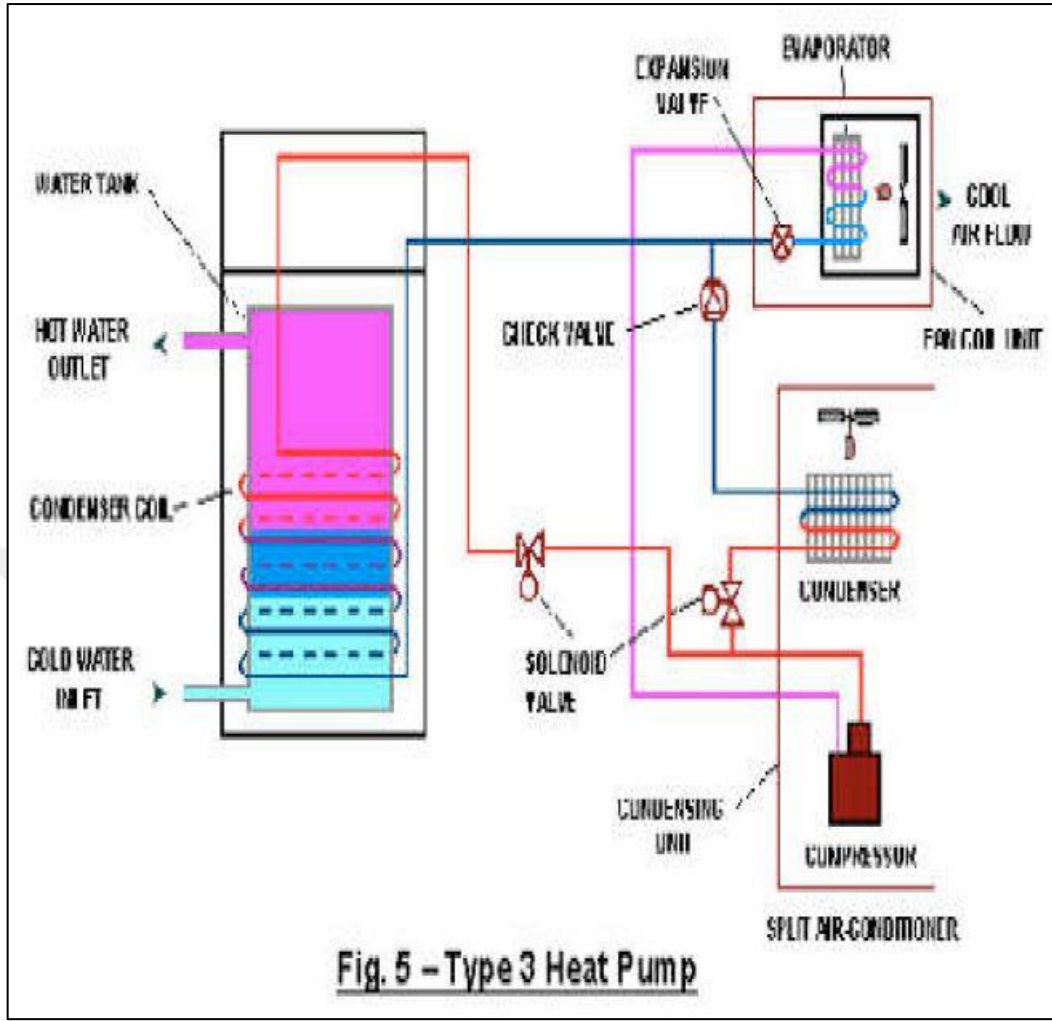 EVAPORATOR
EXPANSION
VALVE
WATER TANK
COOL
AIR FLOW
HOT WATER
OUTLET
CHECK VALVE
FAN COIL UNIT
CONDENSER COIL
CONDENSER
COLD WATER
INLET
SOLENOID
VALVE
CONDENSING
UNIT
COMPRESSOR
SPLIT AIR-CONDITIONER
Fig. 5 – Type 3 Heat Pump